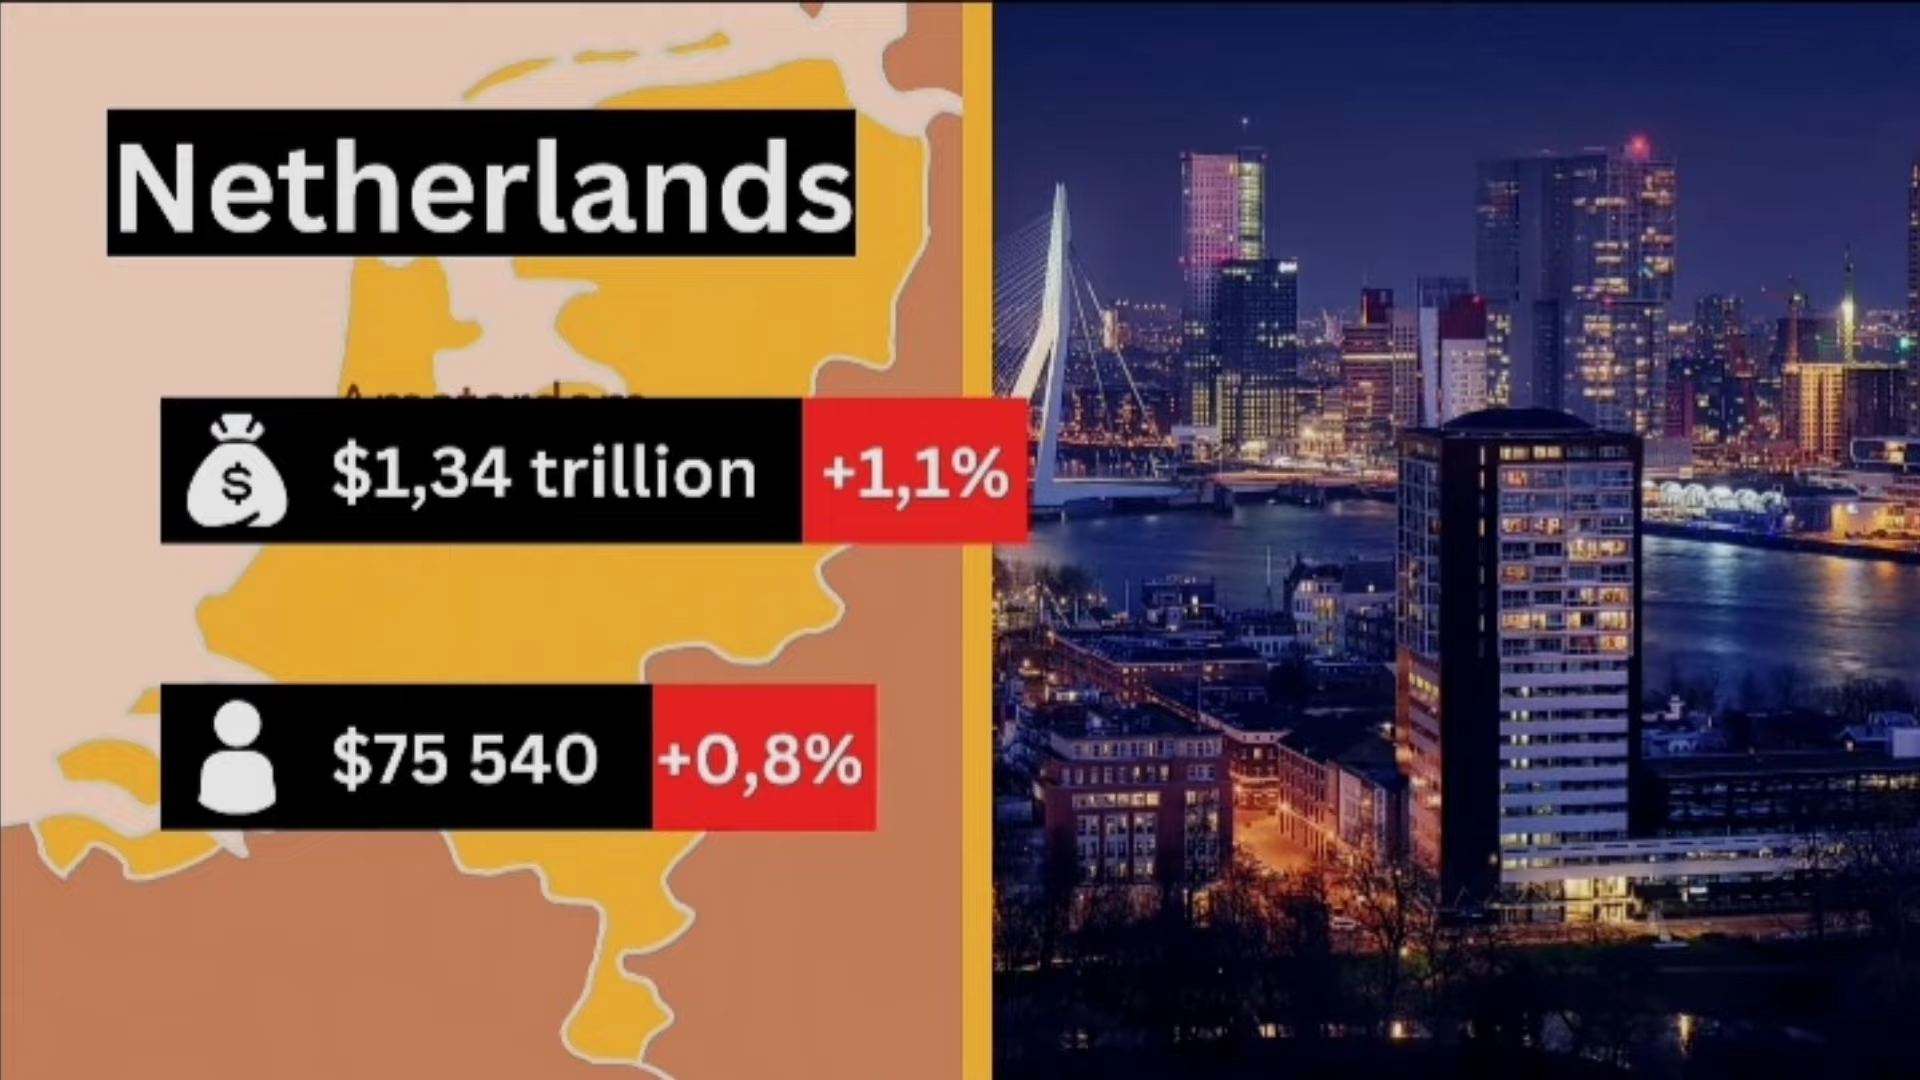 Netherlands
$
$1,34 trillion
+1,1%
$75 540
+0,8%